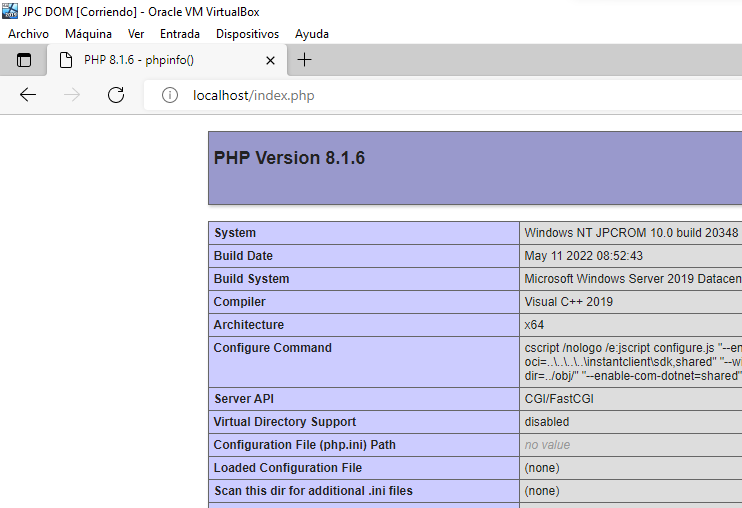 JPC DOM [Corriendo] - Oracle VM VirtualBox
Archivo Máquina Ver Entrada Dispositivos Ayuda
PHP 8.1.6 - phpinfo()
localhost/index.php
PHP Version 8.1.6
System Windows NT JPCROM 10.0 build 20348
Build Date May 11 2022 08:52:43
Build System Microsoft Windows Server 2019 Datacen
Compiler Visual C++ 2019
Architecture x64
Configure Command cscript /nologo /e:jscript configure.js "--en
oci=..\..\..\..\instantclient\sdk,shared" "--w
dir=../obj/" "--enable-com-dotnet=shared"
Server API CGI/FastCGI
Virtual Directory Support disabled
Configuration File (php.ini) Path no value
Loaded Configuration File (none)
Scan this dir for additional .ini files (none)